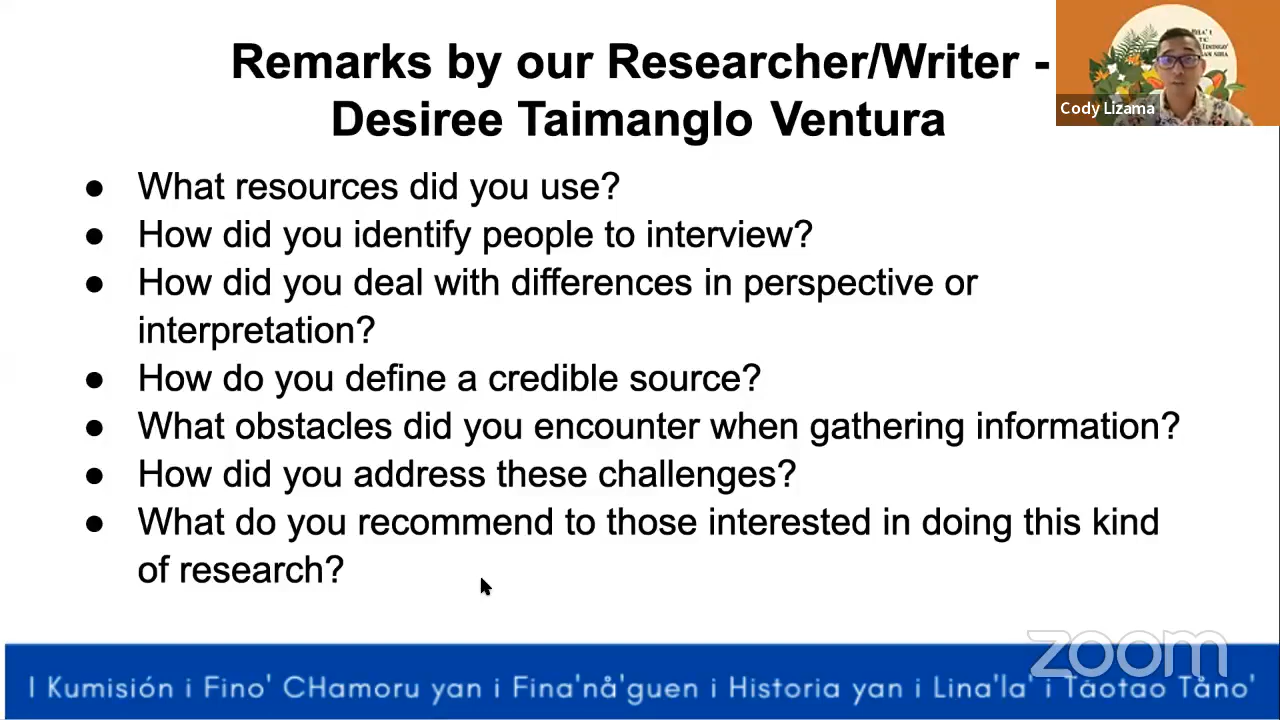 Remarks by our Researcher/Writer -
Desiree Taimanglo Ventura
● What resources did you use?
● How did you identify people to interview?
● How did you deal with differences in perspective or
interpretation?
● How do you define a credible source?
● What obstacles did you encounter when gathering information?
● How did you address these challenges?
● What do you recommend to those interested in doing this kind
of research?
Cody Lizama
zoom
I Kumisión i Fino' CHamoru yan i Fina'nå'guen i Historia yan i Lina'la' i Tåotao Tåno'